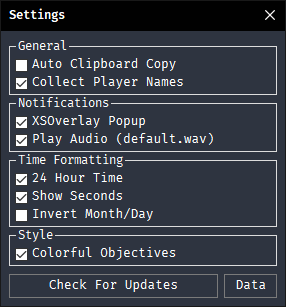 Settings
General
Auto Clipboard Copy
Collect Player Names
Notifications
XSOverlay Popup
Play Audio (default.wav)
Time Formatting
24 Hour Time
Show Seconds
Invert Month/Day
Style
Colorful Objectives
Check For Updates Data